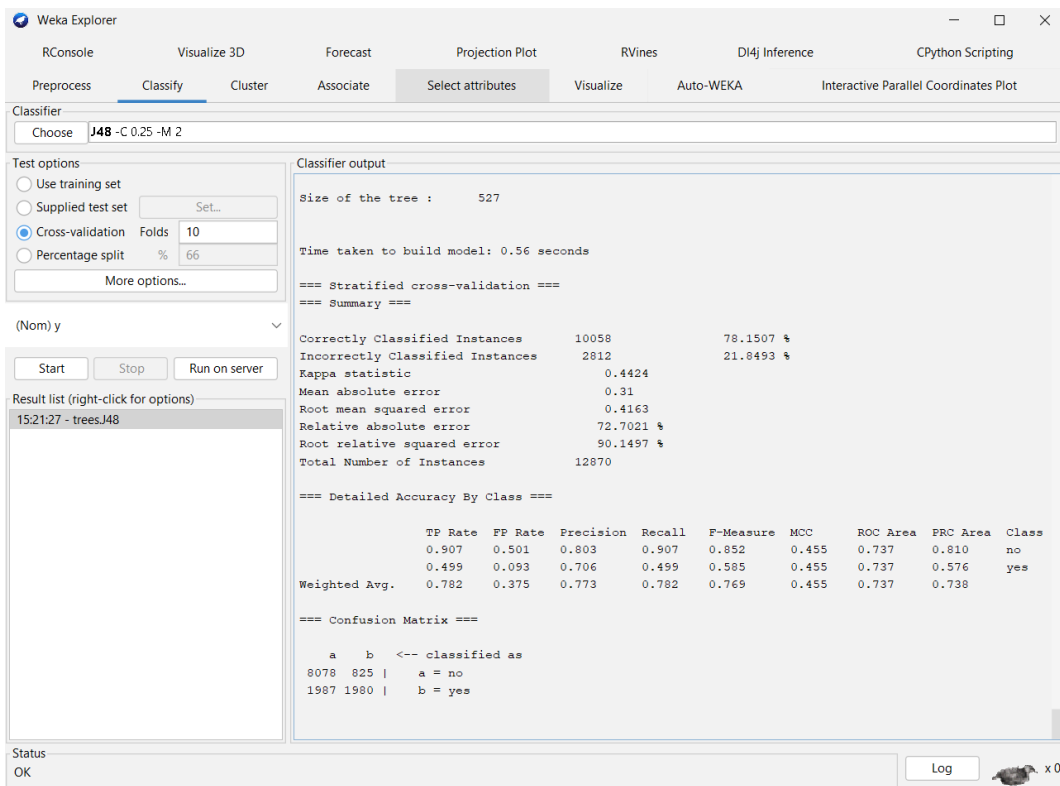 Weka Explorer
RConsole Visualize 3D Forecast Projection Plot RVines Dl4j Inference CPython Scripting
Preprocess Classify Cluster Associate Select attributes Visualize Auto-WEKA Interactive Parallel Coordinates Plot
Classifier
Choose J48 -C 0.25 -M 2
Test options
Use training set
Supplied test set Set...
Cross-validation Folds 10
Percentage split % 66
More options...
(Nom) y
Start Stop Run on server
Result list (right-click for options)
15:21:27 - trees.J48
Classifier output
Size of the tree : 527
Time taken to build model: 0.56 seconds
=== Stratified cross-validation ===
=== Summary ===
Correctly Classified Instances 10058 78.1507 %
Incorrectly Classified Instances 2812 21.8493 %
Kappa statistic 0.4424
Mean absolute error 0.31
Root mean squared error 0.4163
Relative absolute error 72.7021 %
Root relative squared error 90.1497 %
Total Number of Instances 12870
=== Detailed Accuracy By Class ===
TP Rate FP Rate Precision Recall F-Measure MCC ROC Area PRC Area Class
0.907 0.501 0.803 0.907 0.852 0.455 0.737 0.810 no
0.499 0.093 0.706 0.499 0.585 0.455 0.737 0.576 yes
Weighted Avg. 0.782 0.375 0.773 0.782 0.769 0.455 0.737 0.738
=== Confusion Matrix ===
a b <-- classified as
8078 825 | a = no
1987 1980 | b = yes
Status
OK
Log x 0